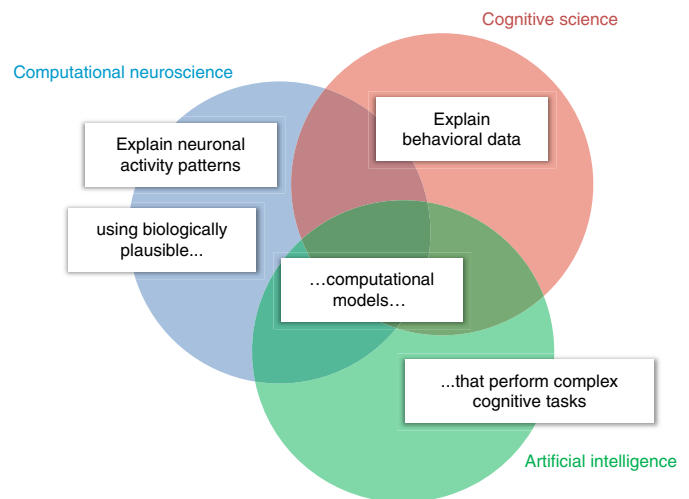 Cognitive science
Computational neuroscience
Explain
behavioral data
Explain neuronal
activity patterns
using biologically
plausible...
…computational
models…
...that perform complex
cognitive tasks
Artificial intelligence